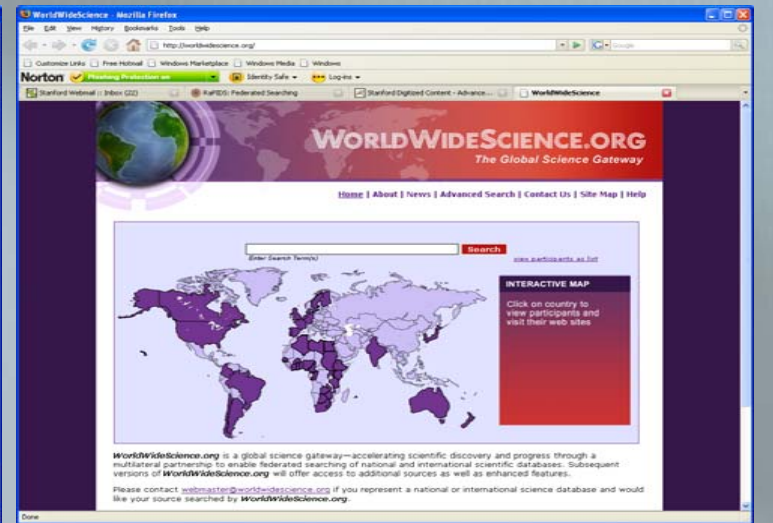 WorldWideScience - Mozilla Firefox
File Edit View History Bookmarks Tools Help
http://worldwidescience.org/
Google
Customize Links Free Hotmail Windows Marketplace Windows Media Windows
Norton Phishing Protection on Identity Safe Log-ins
Stanford Webmail :: Inbox (22) RaPIDS: Federated Searching Stanford Digitized Content - Advance... WorldWideScience
WORLDWIDESCIENCE.ORG
The Global Science Gateway
Home | About | News | Advanced Search | Contact Us | Site Map | Help
Search
Enter Search Term(s)
view participants as list
INTERACTIVE MAP
Click on country to
view participants and
visit their web sites
WorldWideScience.org is a global science gateway—accelerating scientific discovery and progress through a
multilateral partnership to enable federated searching of national and international scientific databases. Subsequent
versions of WorldWideScience.org will offer access to additional sources as well as enhanced features.
Please contact webmaster@worldwidescience.org if you represent a national or international science database and would
like your source searched by WorldWideScience.org.
Done